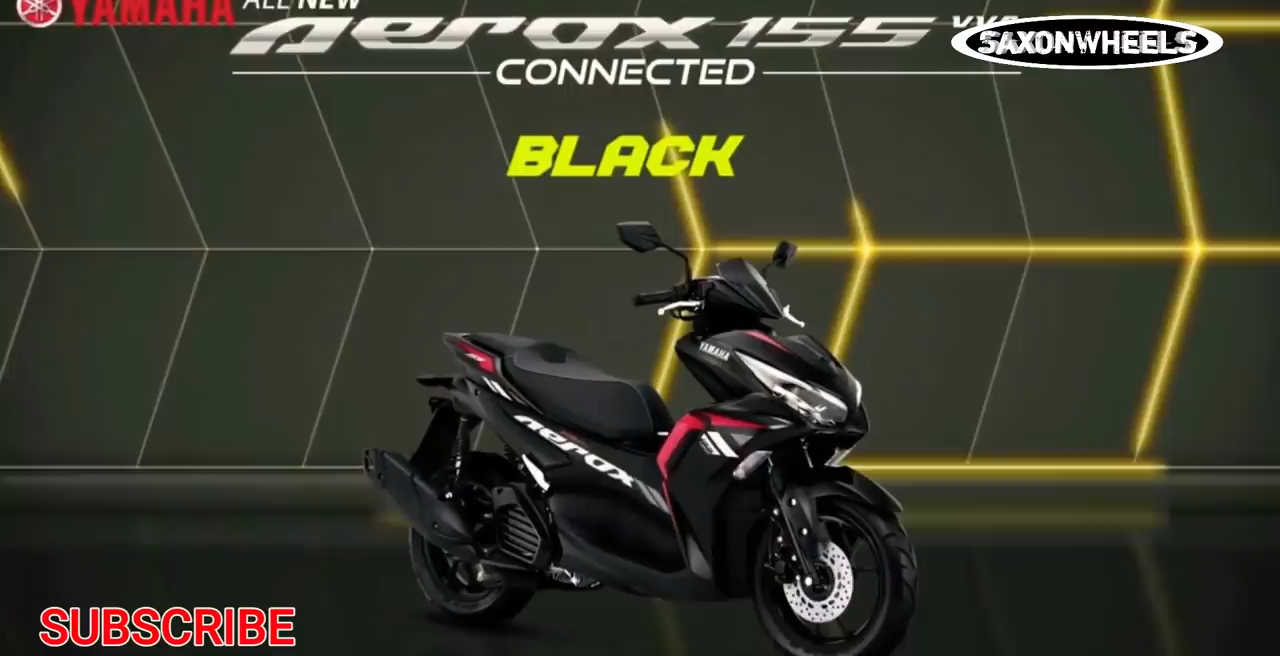 YAMAHA
ALL NEW
aerox 155
SAXONWHEELS
CONNECTED
BLACK
YAMAHA
aerox
SUBSCRIBE